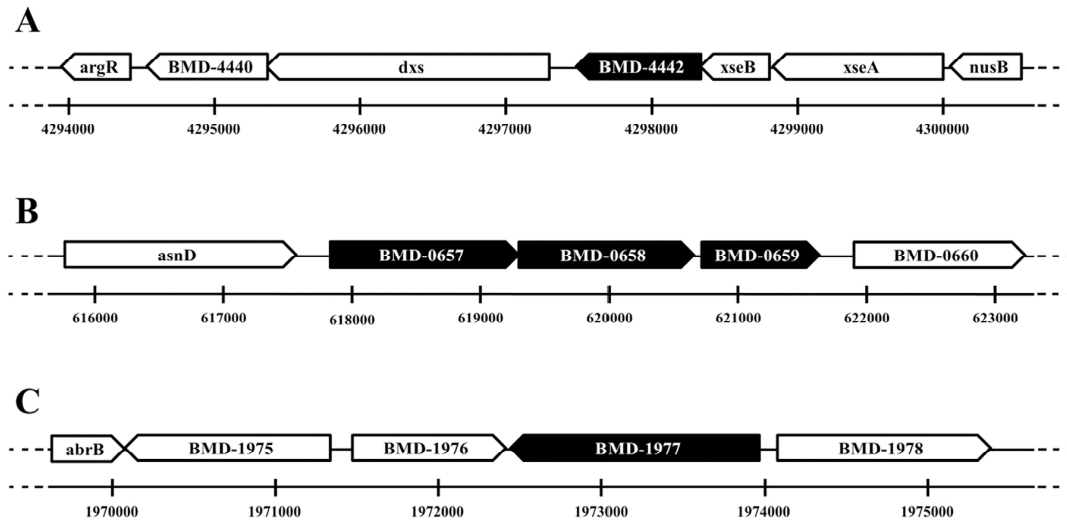 A
argR BMD-4440 dxs BMD-4442 xseB xseA nusB
4294000 4295000 4296000 4297000 4298000 4299000 4300000
B
asnD BMD-0657 BMD-0658 BMD-0659 BMD-0660
616000 617000 618000 619000 620000 621000 622000 623000
C
abrB BMD-1975 BMD-1976 BMD-1977 BMD-1978
1970000 1971000 1972000 1973000 1974000 1975000